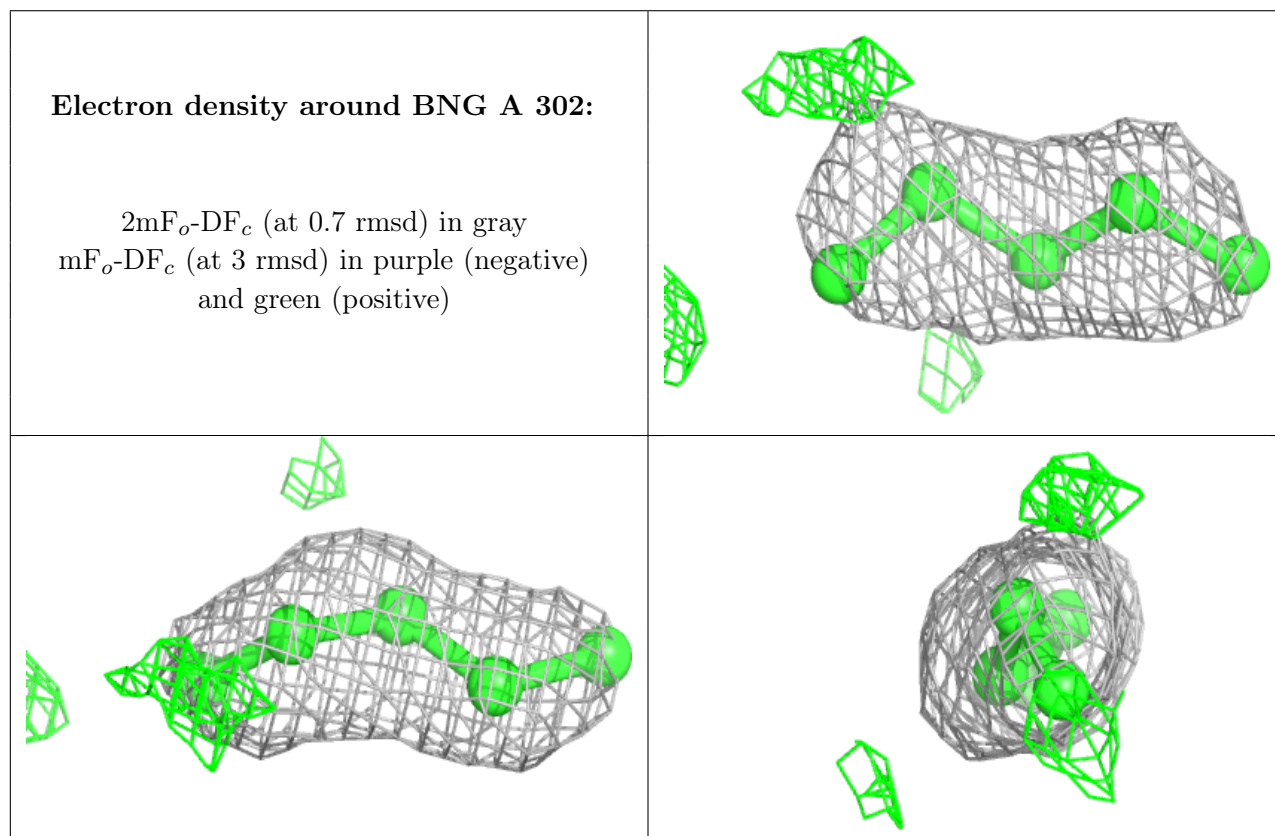 Electron density around BNG A 302:
2mFo-DFc (at 0.7 rmsd) in gray
mFo-DFc (at 3 rmsd) in purple (negative)
and green (positive)